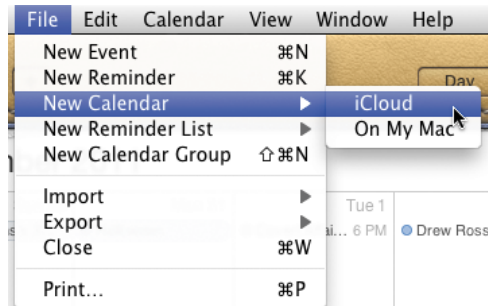 File Edit Calendar View Window Help
New Event ⌘N
New Reminder ⌘K
Day
New Calendar ▶ iCloud
New Reminder List ▶ On My Mac
New Calendar Group ⇧⌘N
Import ▶
Tue 1
Export ▶
6 PM Drew Ross
Close ⌘W
Print... ⌘P